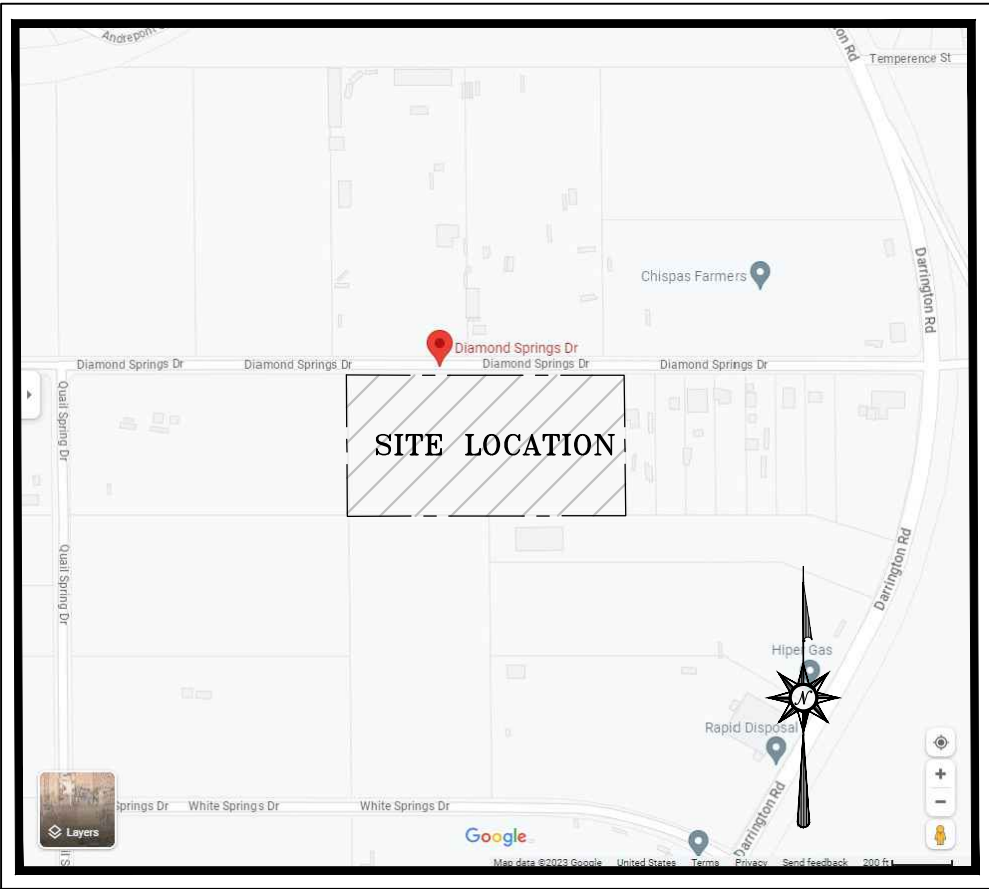 Andrepont
on Rd
Temperence St
Darrington Rd
Chispas Farmers
Diamond Springs Dr
Diamond Springs Dr
Diamond Springs Dr
Diamond Springs Dr
Diamond Springs Dr
Quail Spring Dr
SITE LOCATION
Quail Spring Dr
Darrington Rd
Hiper Gas
N
Rapid Disposal
Springs Dr
White Springs Dr
White Springs Dr
Darrington Rd
Layers
Google
Map data ©2023 Google United States Terms Privacy Send feedback 200 ft